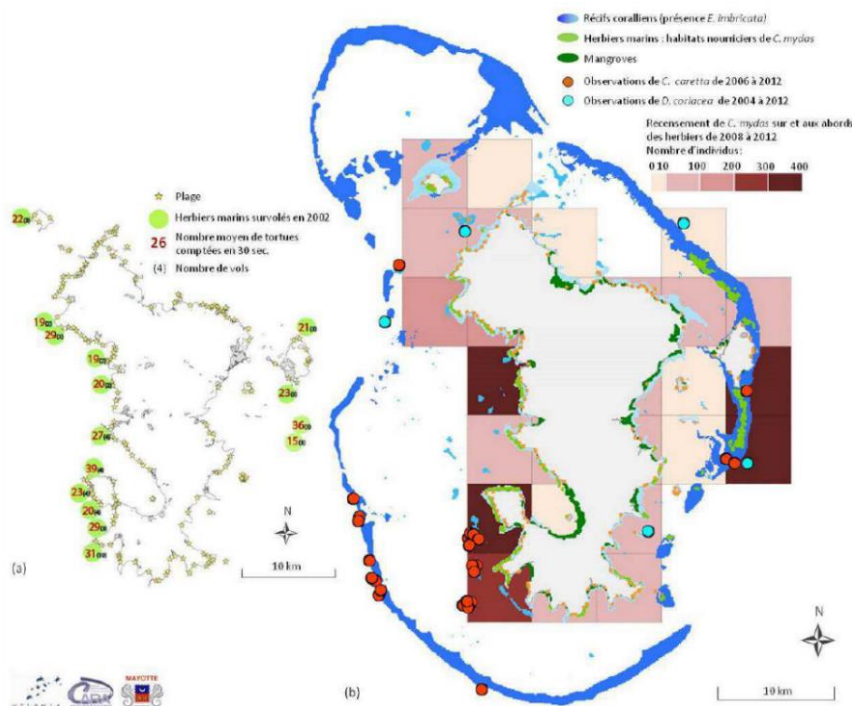 Récifs coralliens (présence E. imbricata)
Herbiers marins : habitats nourriciers de C. mydas
Mangroves
Observations de C. caretta de 2006 à 2012
Observations de D. coriacea de 2004 à 2012
Recensement de C. mydas sur et aux abords
des herbiers de 2008 à 2012
Nombre d'individus:
0 10 100 200 300 400
Plage
Herbiers marins survolés en 2002
26 Nombre moyen de tortues
comptées en 30 sec.
(4) Nombre de vols
22
19
29
19
20
27
39
23
20
29
31
21
23
36
15
N
10 km
(a)
N
10 km
(b)
MAYOTTE